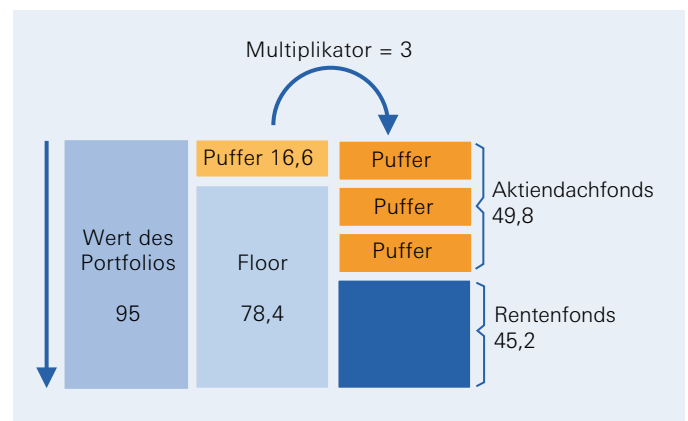 Multiplikator = 3
Wert des
Portfolios
95
Puffer 16,6
Floor
78,4
Puffer
Puffer
Puffer
Aktiendachfonds
49,8
Rentenfonds
45,2